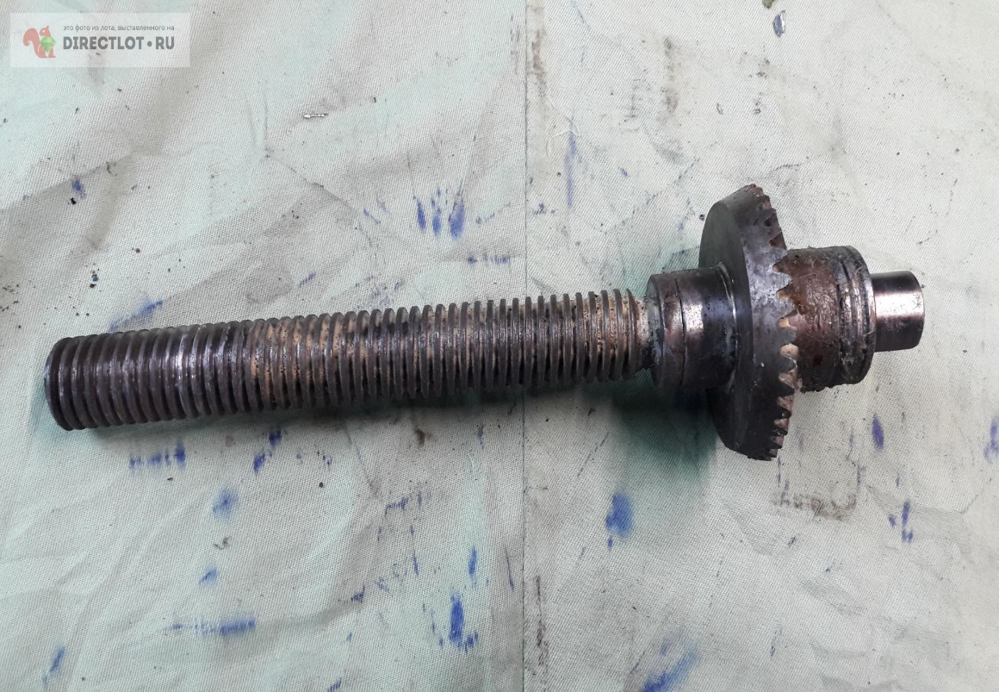 это фото из лота, выставленного на
DIRECTLOT•RU